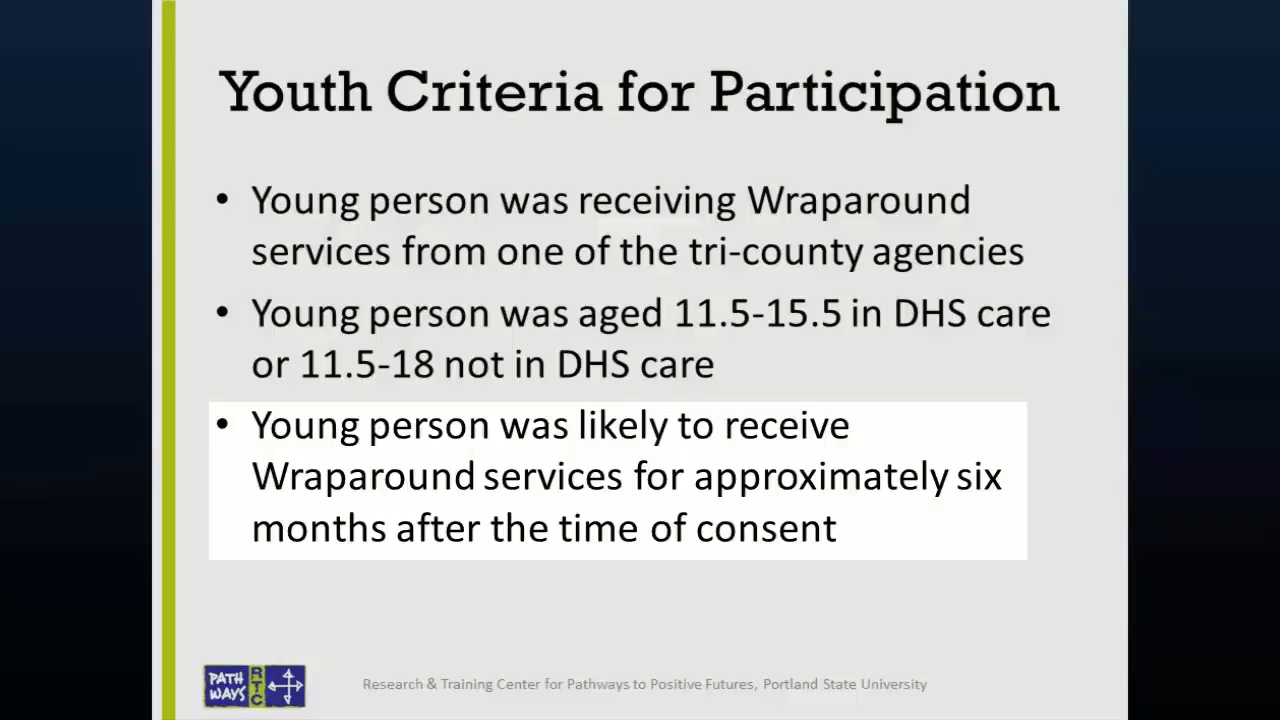 Youth Criteria for Participation
• Young person was receiving Wraparound
services from one of the tri-county agencies
• Young person was aged 11.5-15.5 in DHS care
or 11.5-18 not in DHS care
• Young person was likely to receive
Wraparound services for approximately six
months after the time of consent
PATH
WAYS
RTC
Research & Training Center for Pathways to Positive Futures, Portland State University